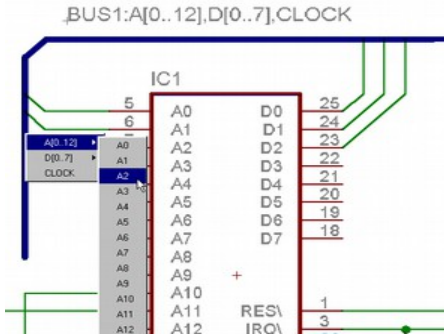 BUS1:A[0..12],D[0..7],CLOCK
IC1
5 A0 D0 25
6 A1 D1 24
A2 D2 23
A3 D3 22
A4 D4 21
A5 D5 20
A6 D6 19
A7 D7 18
A8
A9
A10
A11 RES\ 1
A12 IRQ\ 3
A[0..12]
D[0..7]
CLOCK
A0
A1
A2
A3
A4
A5
A6
A7
A8
A9
A10
A11
A12